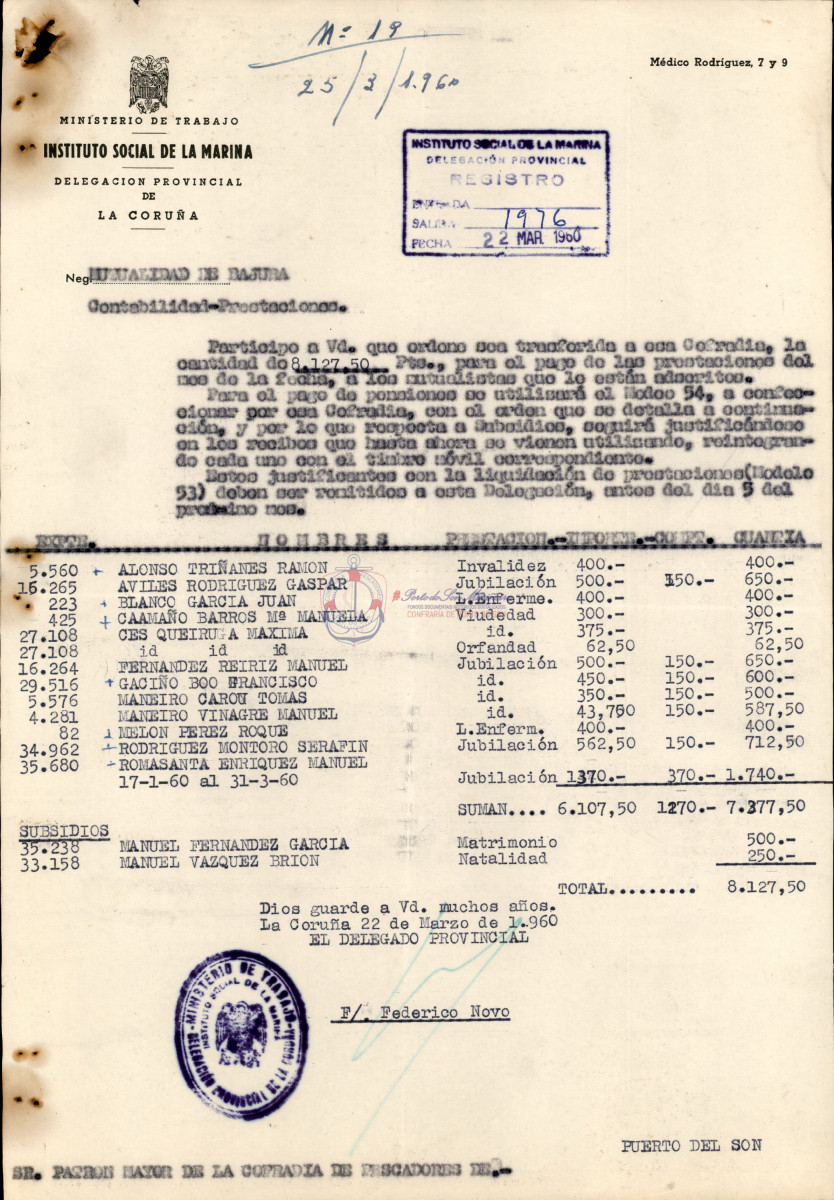 Mº 19
25/3/1.960
Médico Rodríguez, 7 y 9
MINISTERIO DE TRABAJO
INSTITUTO SOCIAL DE LA MARINA
DELEGACION PROVINCIAL
DE
LA CORUÑA
INSTITUTO SOCIAL DE LA MARINA
DELEGACIÓN PROVINCIAL
REGISTRO
ENTRADA
SALIDA 1976
FECHA 22 MAR. 1960
Neg. MUTUALIDAD DE BAJURA
Contabilidad-Prestaciones.
Participo a Vd. que ordeno sea trasferida a esa Cofradia, la
cantidad de 8.127,50 Pts., para el pago de las prestaciones del
mes de la fecha, a los mutualistas que le están adscritos.
Para el pago de pensiones se utilisará el Modeo 54, a confec-
cionar por esa Cofradia, con el orden que se detalla a continua-
ción, y por lo que respecta a Subsidios, seguirá justificándose
en los recibos que hasta ahora se vienen utilisando, reintegran-
do cada uno con el timbre móvil correspondiente.
Estos justificantes con la liquidación de prestaciones(Modelo
53) deben ser remitidos a esta Delegación, antes del dia 5 del
próximo mes.
EXPTE. NOMBRES PRESTACION.-IMPORTE.-COMPT. CUANTIA
5.560 + ALONSO TRIÑANES RAMON Invalidez 400.- 400.-
16.265 AVILES RODRIGUEZ GASPAR Jubilación 500.- 150.- 650.-
223 + BLANCO GARCIA JUAN L.Enferme. 400.- 400.-
425 + CAAMAÑO BARROS Mª MANUELA Viudedad 300.- 300.-
27.108 CES QUEIRUGA MAXIMA id. 375.- 375.-
27.108 id id id Orfandad 62,50 62,50
16.264 FERNANDEZ REIRIZ MANUEL Jubilación 500.- 150.- 650.-
29.516 + GACIÑO BOO FRANCISCO id. 450.- 150.- 600.-
5.576 MANEIRO CAROU TOMAS id. 350.- 150.- 500.-
4.281 MANEIRO VINAGRE MANUEL id. 43,750 150.- 587,50
82 + MELON PEREZ ROQUE L.Enferm. 400.- 400.-
34.962 + RODRIGUEZ MONTORO SERAFIN Jubilación 562,50 150.- 712,50
35.680 + ROMASANTA ENRIQUEZ MANUEL
17-1-60 al 31-3-60 Jubilación 1370.- 370.- 1.740.-
SUMAN.... 6.107,50 1270.- 7.377,50
SUBSIDIOS
35.238 MANUEL FERNANDEZ GARCIA Matrimonio 500.-
33.158 MANUEL VAZQUEZ BRION Natalidad 250.-
TOTAL......... 8.127,50
Dios guarde a Vd. muchos años.
La Coruña 22 de Marzo de 1.960
EL DELEGADO PROVINCIAL
F/. Federico Novo
MINISTERIO DE TRABAJO
INSTITUTO SOCIAL DE LA MARINA
DELEGACIÓN PROVINCIAL DE LA CORUÑA
PUERTO DEL SON
SR. PATRON MAYOR DE LA COFRADIA DE PESCADORES DE.-